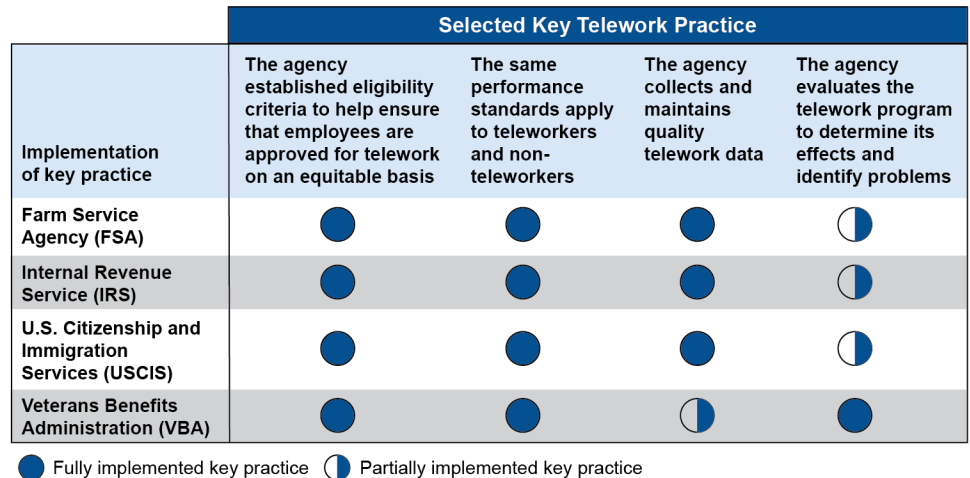 Selected Key Telework Practice
Implementation
of key practice
The agency
established eligibility
criteria to help ensure
that employees are
approved for telework
on an equitable basis
The same
performance
standards apply
to teleworkers
and non-
teleworkers
The agency
collects and
maintains
quality
telework data
The agency
evaluates the
telework program
to determine its
effects and
identify problems
Farm Service
Agency (FSA)
Internal Revenue
Service (IRS)
U.S. Citizenship and
Immigration
Services (USCIS)
Veterans Benefits
Administration (VBA)
Fully implemented key practice
Partially implemented key practice